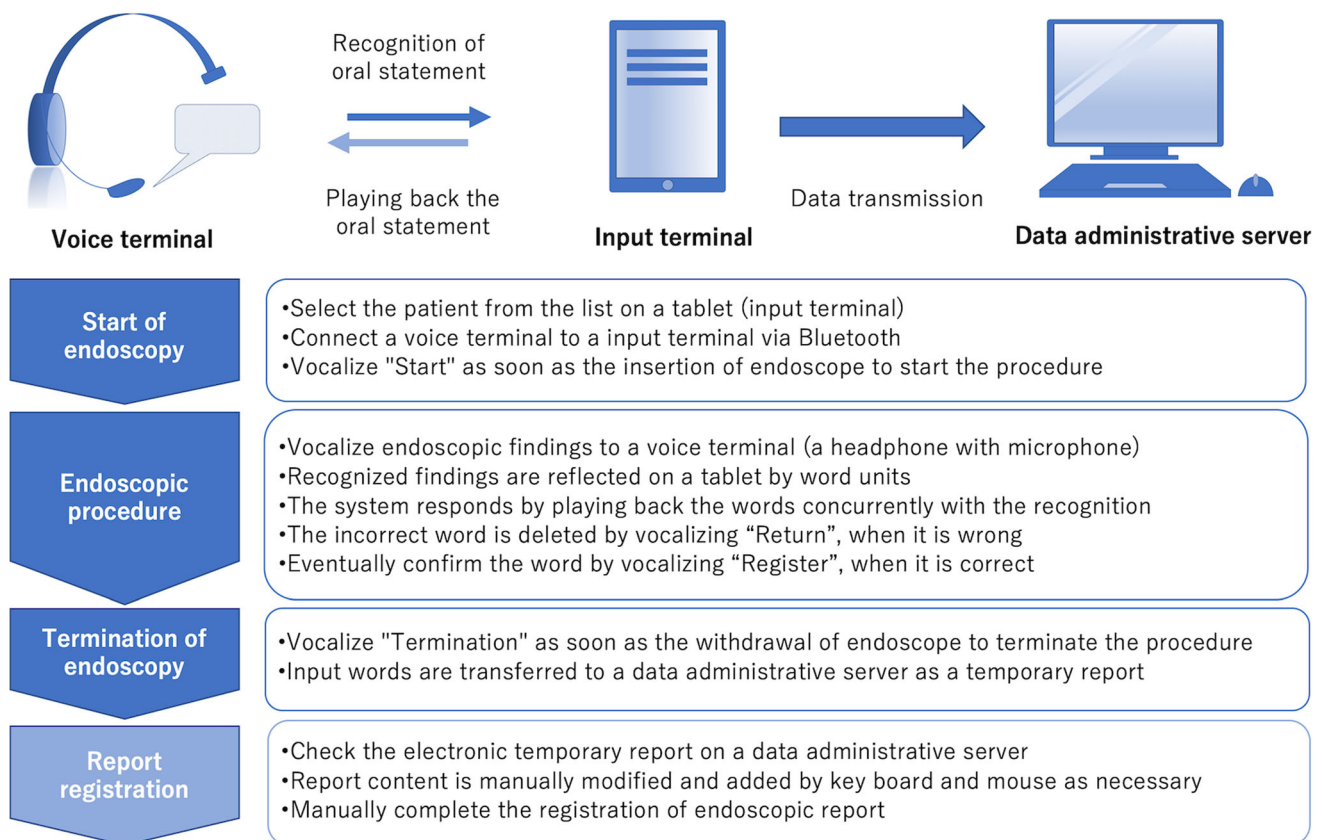 Recognition of
oral statement
Playing back the
oral statement
Data transmission
Voice terminal
Input terminal
Data administrative server
Start of
endoscopy
•Select the patient from the list on a tablet (input terminal)
•Connect a voice terminal to a input terminal via Bluetooth
•Vocalize "Start" as soon as the insertion of endoscope to start the procedure
Endoscopic
procedure
•Vocalize endoscopic findings to a voice terminal (a headphone with microphone)
•Recognized findings are reflected on a tablet by word units
•The system responds by playing back the words concurrently with the recognition
•The incorrect word is deleted by vocalizing “Return”, when it is wrong
•Eventually confirm the word by vocalizing “Register”, when it is correct
Termination of
endoscopy
•Vocalize "Termination" as soon as the withdrawal of endoscope to terminate the procedure
•Input words are transferred to a data administrative server as a temporary report
Report
registration
•Check the electronic temporary report on a data administrative server
•Report content is manually modified and added by key board and mouse as necessary
•Manually complete the registration of endoscopic report